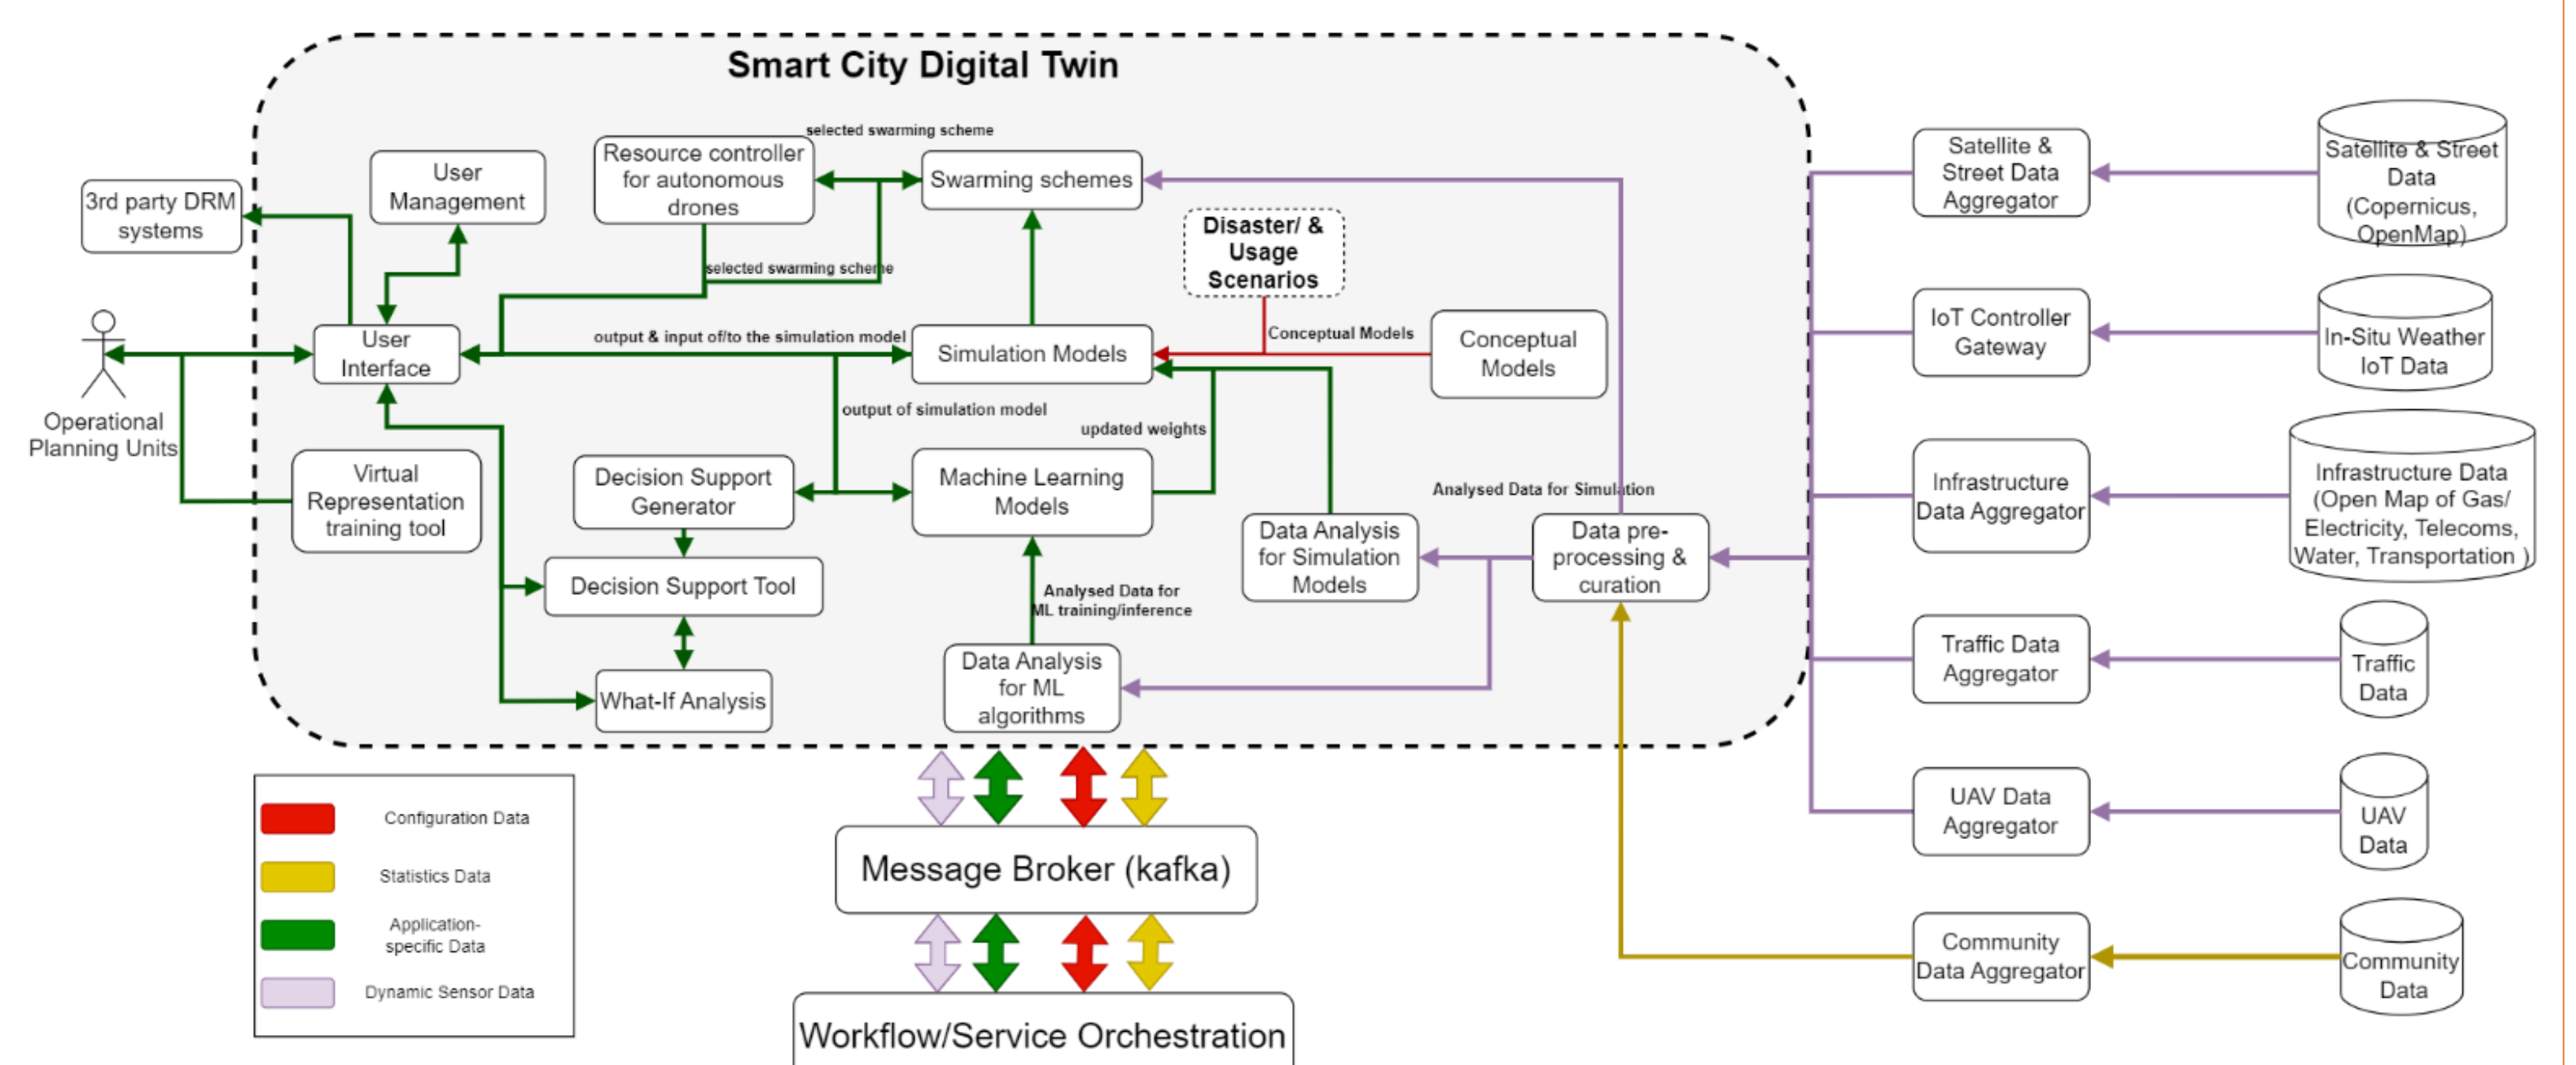 Smart City Digital Twin
selected swarming scheme
Resource controller
for autonomous
drones
Swarming schemes
User
Management
3rd party DRM
systems
selected swarming scheme
Disaster/ &
Usage
Scenarios
Satellite &
Street Data
Aggregator
Satellite & Street
Data
(Copernicus,
OpenMap)
Operational
Planning Units
User
Interface
output & input of/to the simulation model
Simulation Models
Conceptual Models
Conceptual
Models
IoT Controller
Gateway
In-Situ Weather
IoT Data
output of simulation model
updated weights
Virtual
Representation
training tool
Decision Support
Generator
Machine Learning
Models
Analysed Data for Simulation
Infrastructure
Data Aggregator
Infrastructure Data
(Open Map of Gas/
Electricity, Telecoms,
Water, Transportation )
Decision Support Tool
Analysed Data for
ML training/inference
Data Analysis
for Simulation
Models
Data pre-
processing &
curation
What-If Analysis
Data Analysis
for ML
algorithms
Traffic Data
Aggregator
Traffic
Data
Configuration Data
Statistics Data
Application-
specific Data
Dynamic Sensor Data
Message Broker (kafka)
UAV Data
Aggregator
UAV
Data
Workflow/Service Orchestration
Community
Data Aggregator
Community
Data